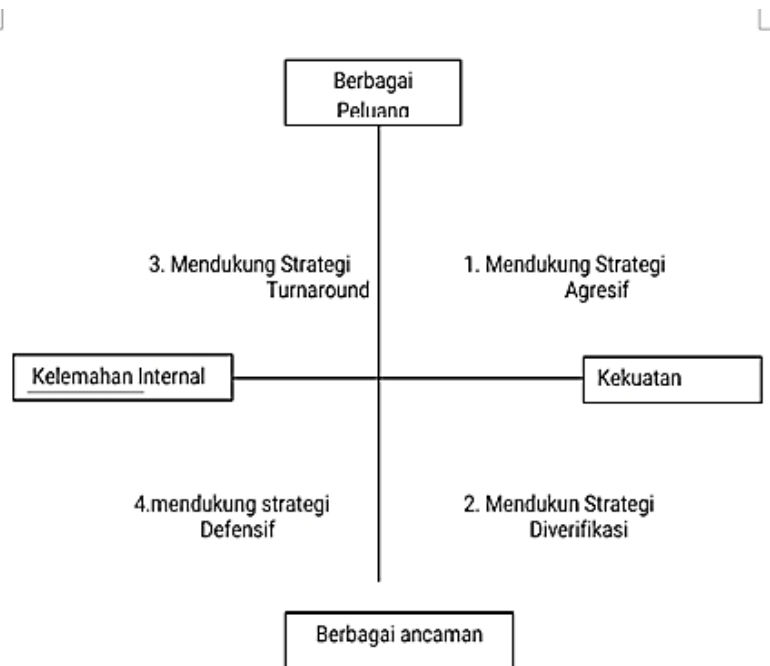 Berbagai
Peluang
3. Mendukung Strategi
Turnaround
1. Mendukung Strategi
Agresif
Kelemahan Internal
Kekuatan
4.mendukung strategi
Defensif
2. Mendukun Strategi
Diverifikasi
Berbagai ancaman